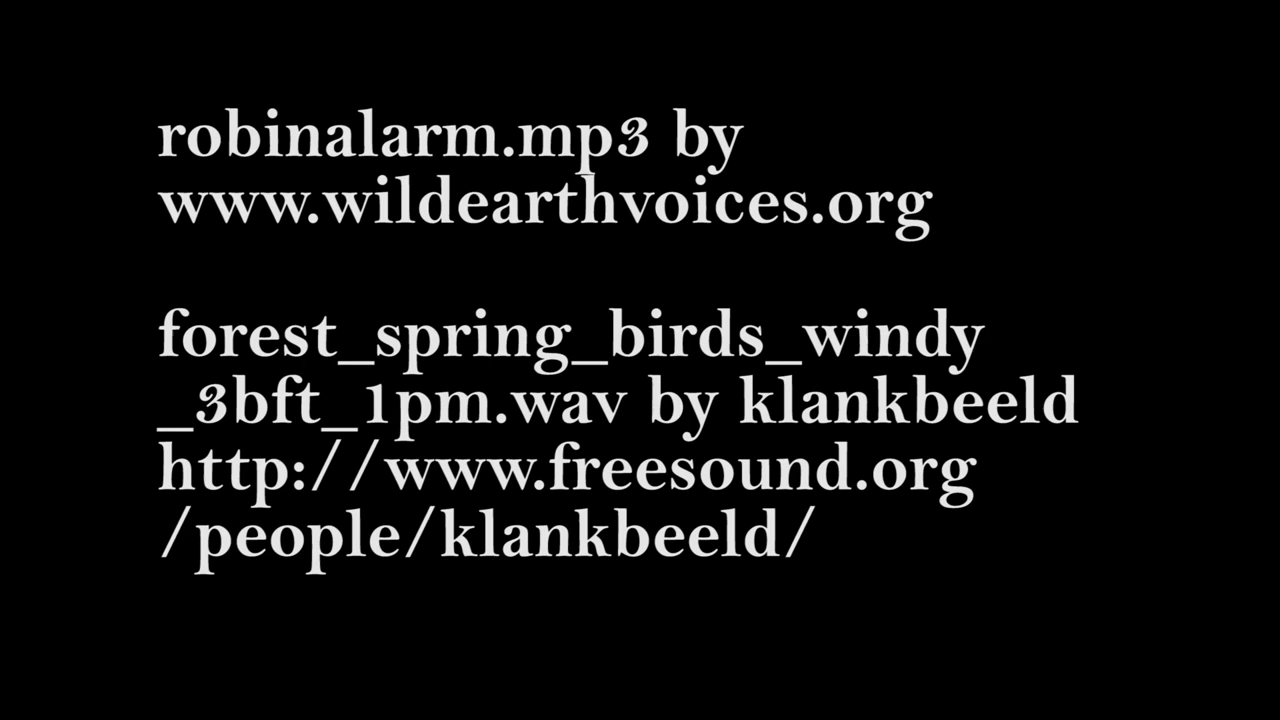 robinalarm.mp3 by
www.wildearthvoices.org
forest_spring_birds_windy
_3bft_1pm.wav by klankbeeld
http://www.freesound.org
/people/klankbeeld/